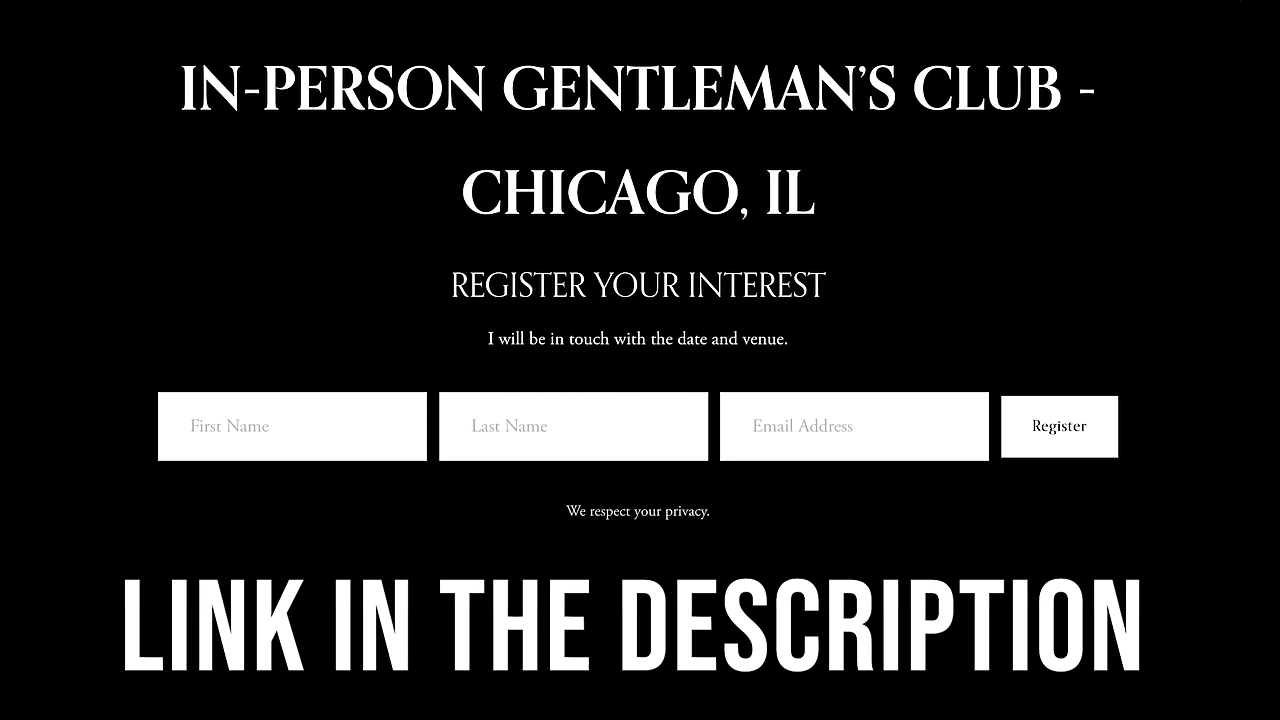 IN-PERSON GENTLEMAN’S CLUB -
CHICAGO, IL
REGISTER YOUR INTEREST
I will be in touch with the date and venue.
First Name Last Name Email Address Register
We respect your privacy.
LINK IN THE DESCRIPTION